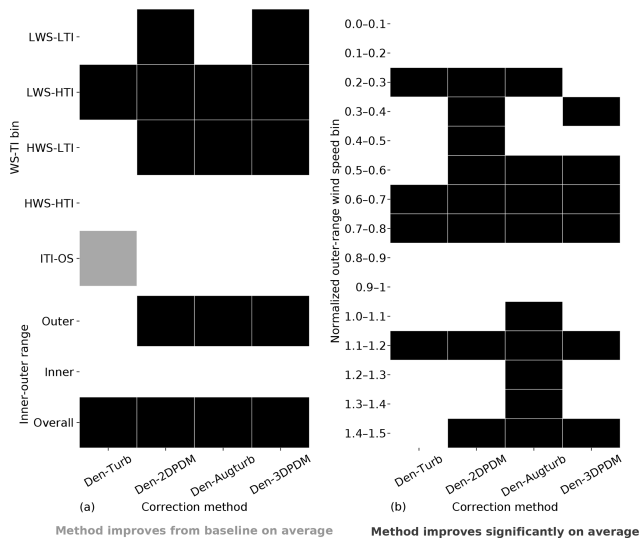 WS-TI bin
LWS-LTI
LWS-HTI
HWS-LTI
HWS-HTI
ITI-OS
Inner-outer range
Outer
Inner
Overall
Den-Turb
Den-2DPDM
Den-Augturb
Den-3DPDM
(a)
Correction method
Normalized outer-range wind speed bin
0.0–0.1
0.1–0.2
0.2–0.3
0.3–0.4
0.4–0.5
0.5–0.6
0.6–0.7
0.7–0.8
0.8–0.9
0.9–1
1.0–1.1
1.1–1.2
1.2–1.3
1.3–1.4
1.4–1.5
Den-Turb
Den-2DPDM
Den-Augturb
Den-3DPDM
(b)
Correction method
Method improves from baseline on average
Method improves significantly on average